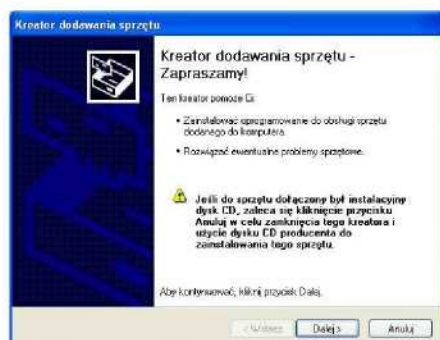 Kreator dodawania sprzętu
Kreator dodawania sprzętu -
Zapraszamy!
Ten kreator pomoże Ci:
• Zainstalować oprogramowanie do obsługi sprzętu
dodanego do komputera.
• Rozwiązać ewentualne problemy sprzętowe.
Jeśli do sprzętu dołączony był instalacyjny
dysk CD, zaleca się kliknięcie przycisku
Anuluj w celu zamknięcia tego kreatora i
użycie dysku CD producenta do
zainstalowania tego sprzętu.
Aby kontynuować, kliknij przycisk Dalej.
< Wstecz
Dalej >
Anuluj